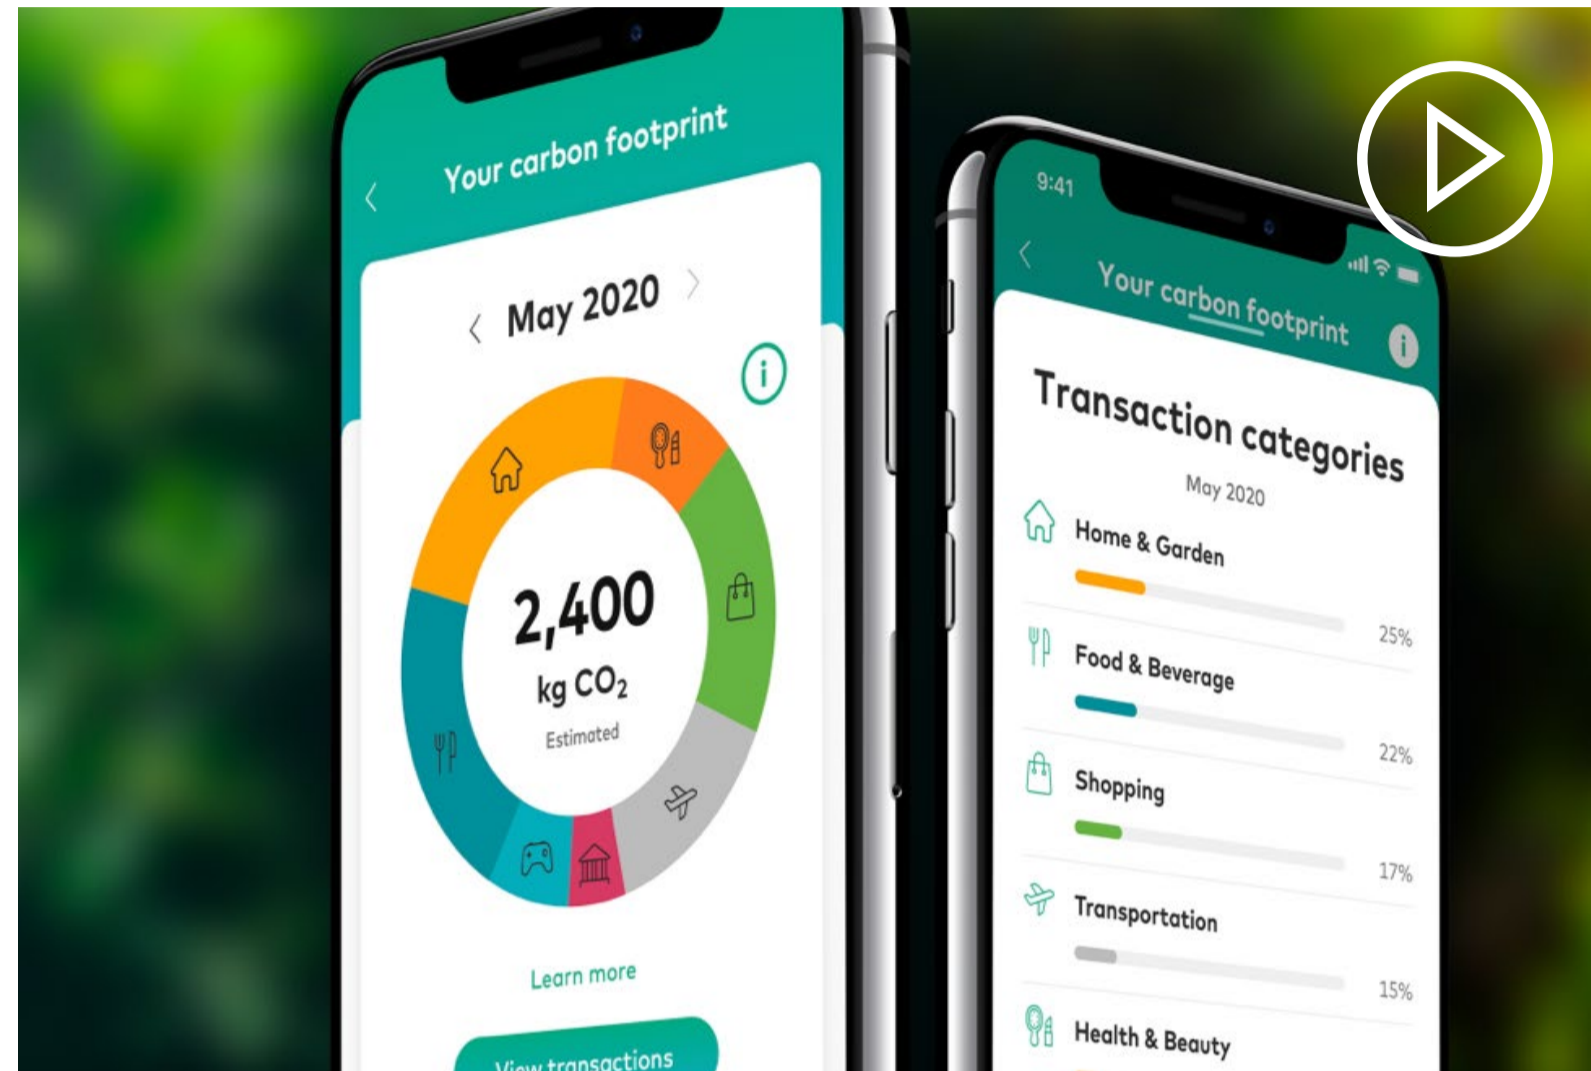 Your carbon footprint
May 2020
i
2,400
kg CO₂
Estimated
Learn more
View transactions
9:41
Your carbon footprint
i
Transaction categories
May 2020
Home & Garden
25%
Food & Beverage
22%
Shopping
17%
Transportation
15%
Health & Beauty